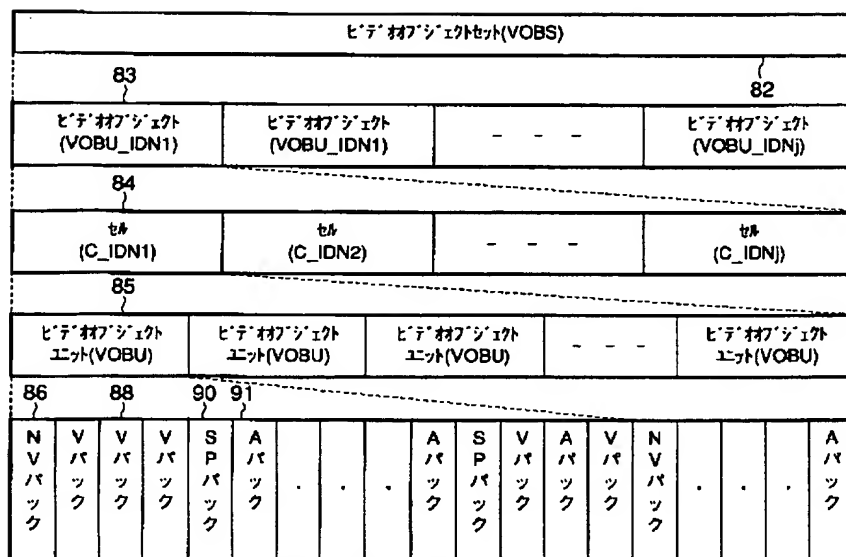 ビデオオブジェクトセット(VOBS)
82
83
ビデオオブジェクト
(VOBU_IDN1)
ビデオオブジェクト
(VOBU_IDN1)
- - -
ビデオオブジェクト
(VOBU_IDNj)
84
セル
(C_IDN1)
セル
(C_IDN2)
- - -
セル
(C_IDNj)
85
ビデオオブジェクト
ユニット(VOBU)
ビデオオブジェクト
ユニット(VOBU)
ビデオオブジェクト
ユニット(VOBU)
- - -
ビデオオブジェクト
ユニット(VOBU)
86
88
90
91
NVパック
Vパック
Vパック
Vパック
SPパック
Aパック
・
・
・
Aパック
SPパック
Vパック
Aパック
Vパック
NVパック
・
・
・
Aパック